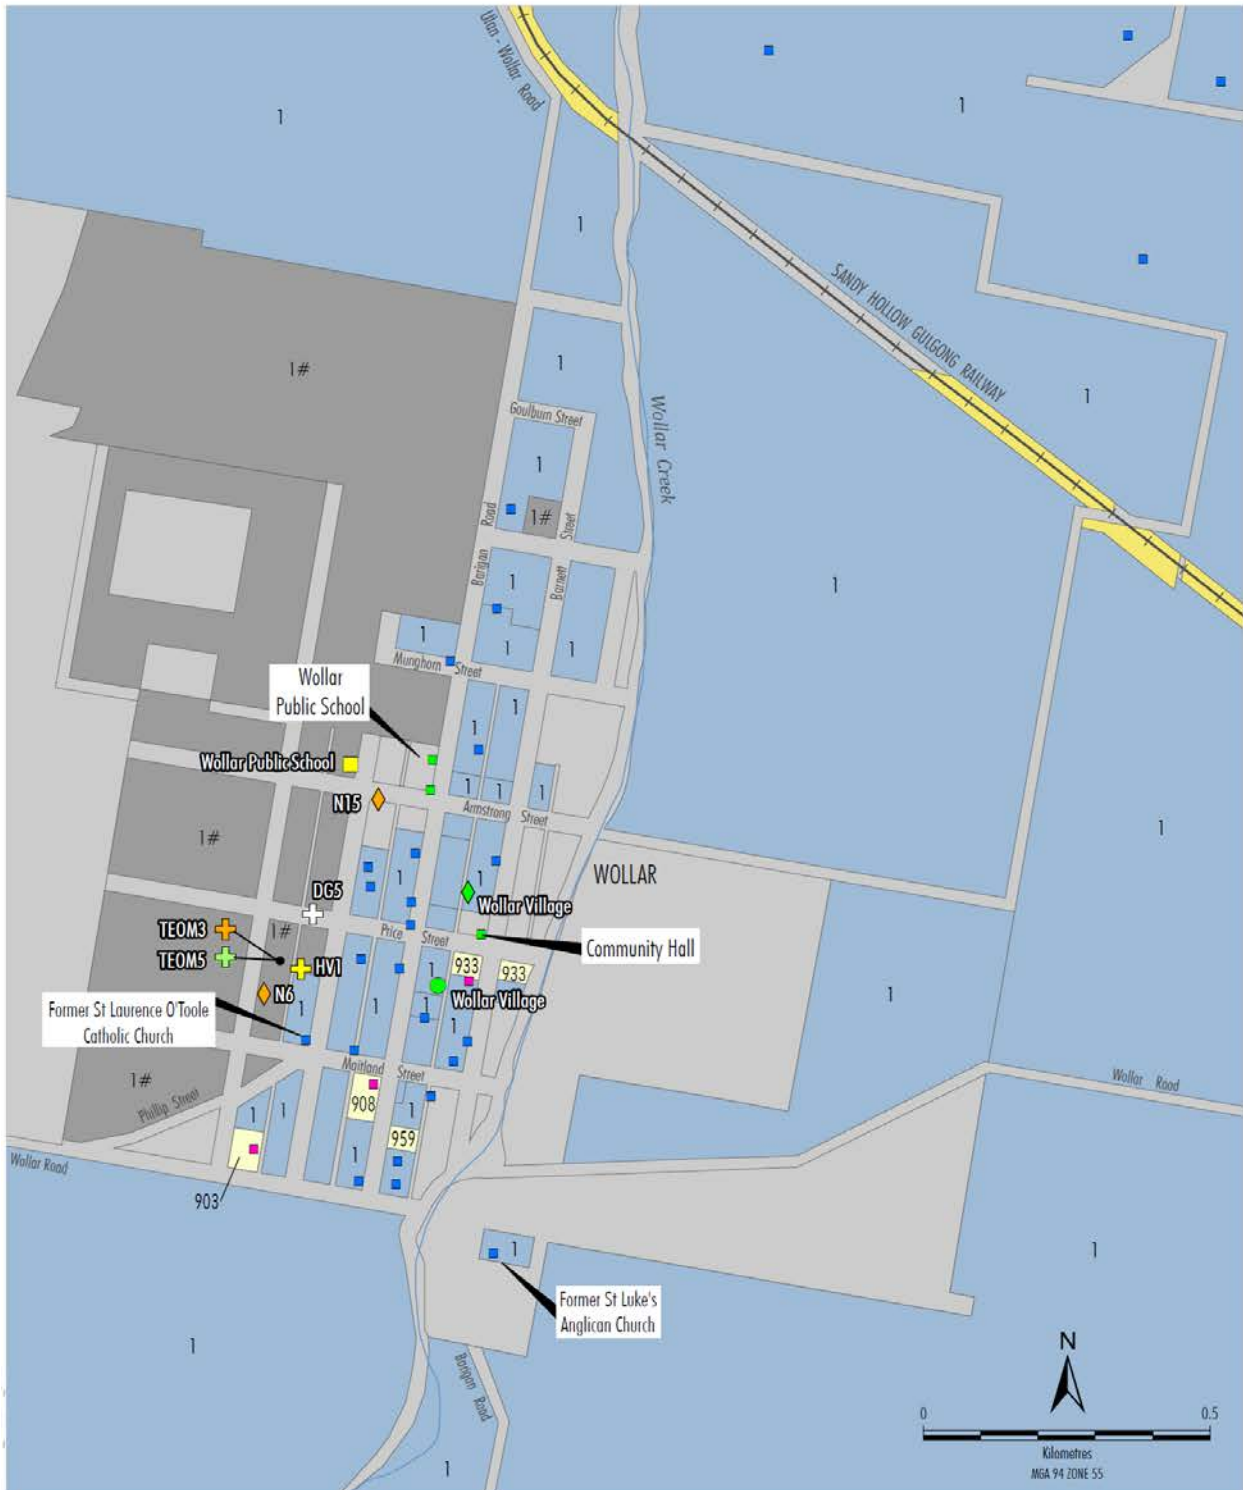 Ulan - Wollar Road
1
1
1
SANDY HOLLOW GULGONG RAILWAY
1#
1
1
Goulburn Street
Wollar Creek
1
Barigan Road
1#
Barnett Street
1
1
1
Munghorn Street
1
1
Wollar
Public School
1
1
Wollar Public School
1
1
1
N15
Armstrong Street
1
1#
1
1
WOLLAR
DG5
Wollar Village
TEOM3
1#
Price Street
Community Hall
TEOM5
HV1
1
933
933
N6
Wollar Village
1
1
1
1
1
Former St Laurence O'Toole
Catholic Church
Maitland Street
1#
Wollar Road
Phillip Street
908
1
1
1
959
Wollar Road
1
903
1
1
Former St Luke's
Anglican Church
1
Barigan Road
1
N
0
0.5
Kilometres
MGA 94 ZONE 55